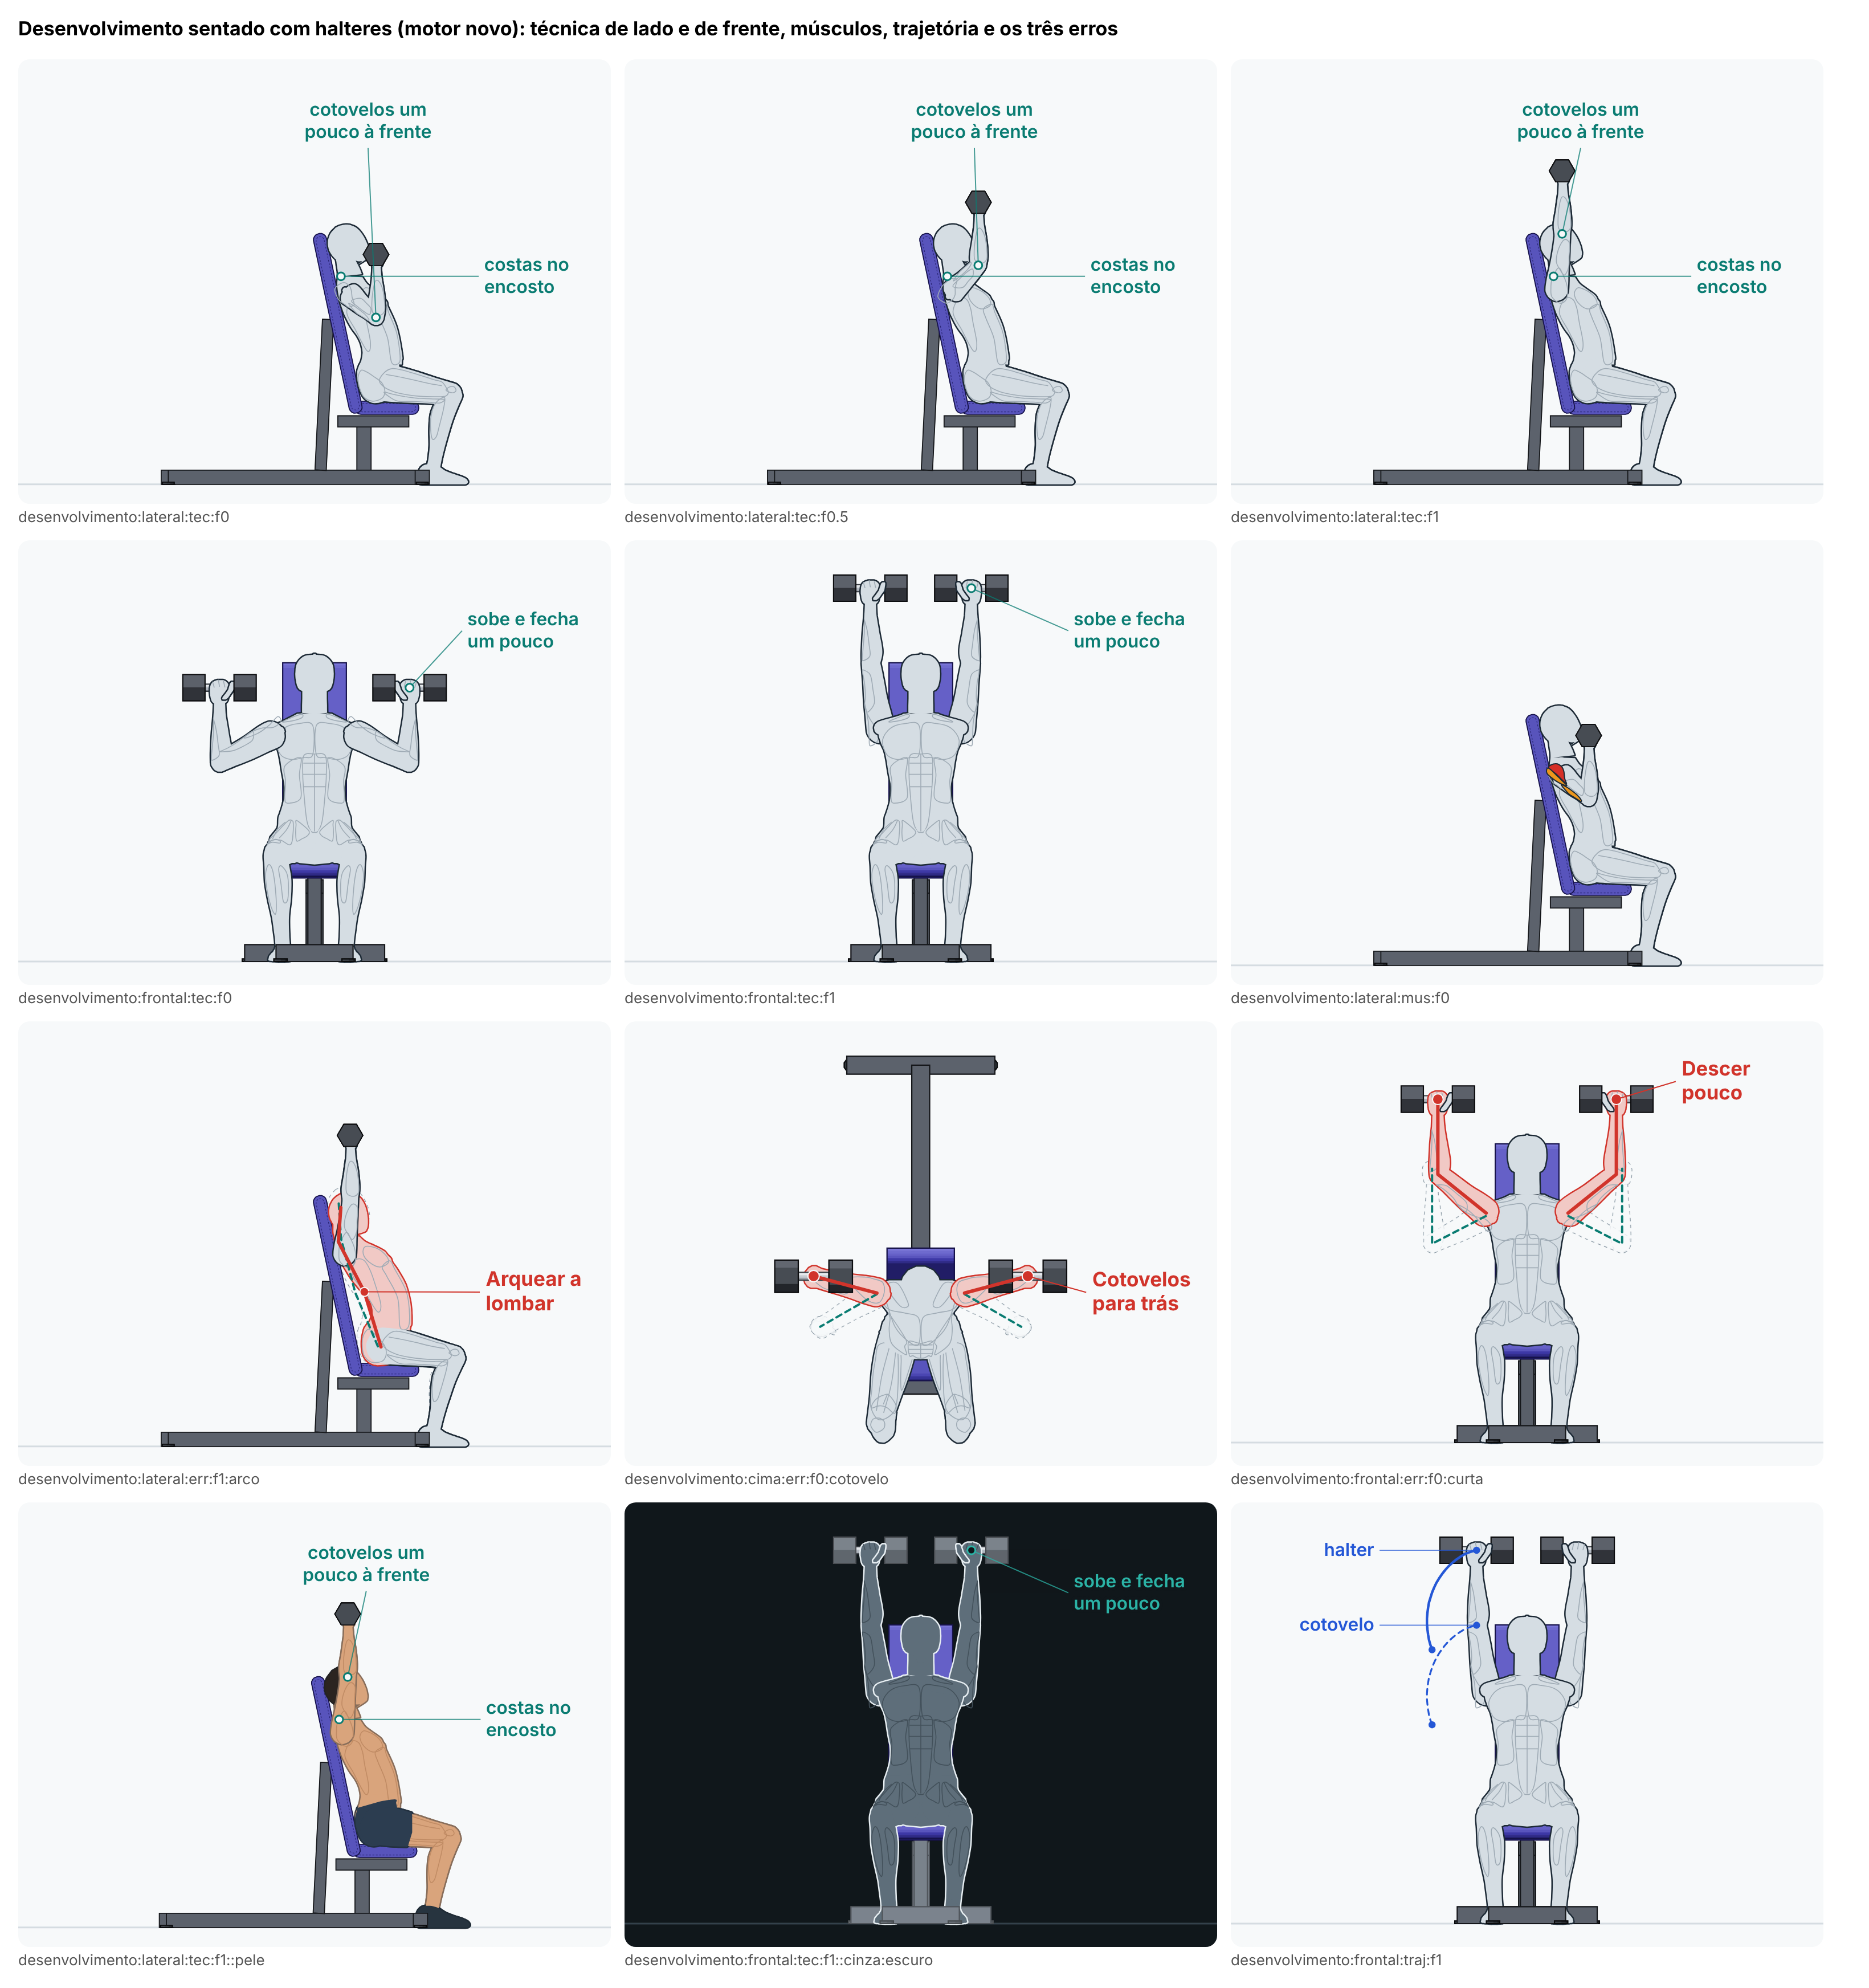 Desenvolvimento sentado com halteres (motor novo): técnica de lado e de frente, músculos, trajetória e os três erros
cotovelos um
pouco à frente
costas no
encosto
desenvolvimento:lateral:tec:f0
cotovelos um
pouco à frente
costas no
encosto
desenvolvimento:lateral:tec:f0.5
cotovelos um
pouco à frente
costas no
encosto
desenvolvimento:lateral:tec:f1
sobe e fecha
um pouco
desenvolvimento:frontal:tec:f0
sobe e fecha
um pouco
desenvolvimento:frontal:tec:f1
desenvolvimento:lateral:mus:f0
Arquear a
lombar
desenvolvimento:lateral:err:f1:arco
Cotovelos
para trás
desenvolvimento:cima:err:f0:cotovelo
Descer
pouco
desenvolvimento:frontal:err:f0:curta
cotovelos um
pouco à frente
costas no
encosto
desenvolvimento:lateral:tec:f1::pele
sobe e fecha
um pouco
desenvolvimento:frontal:tec:f1::cinza:escuro
halter
cotovelo
desenvolvimento:frontal:traj:f1